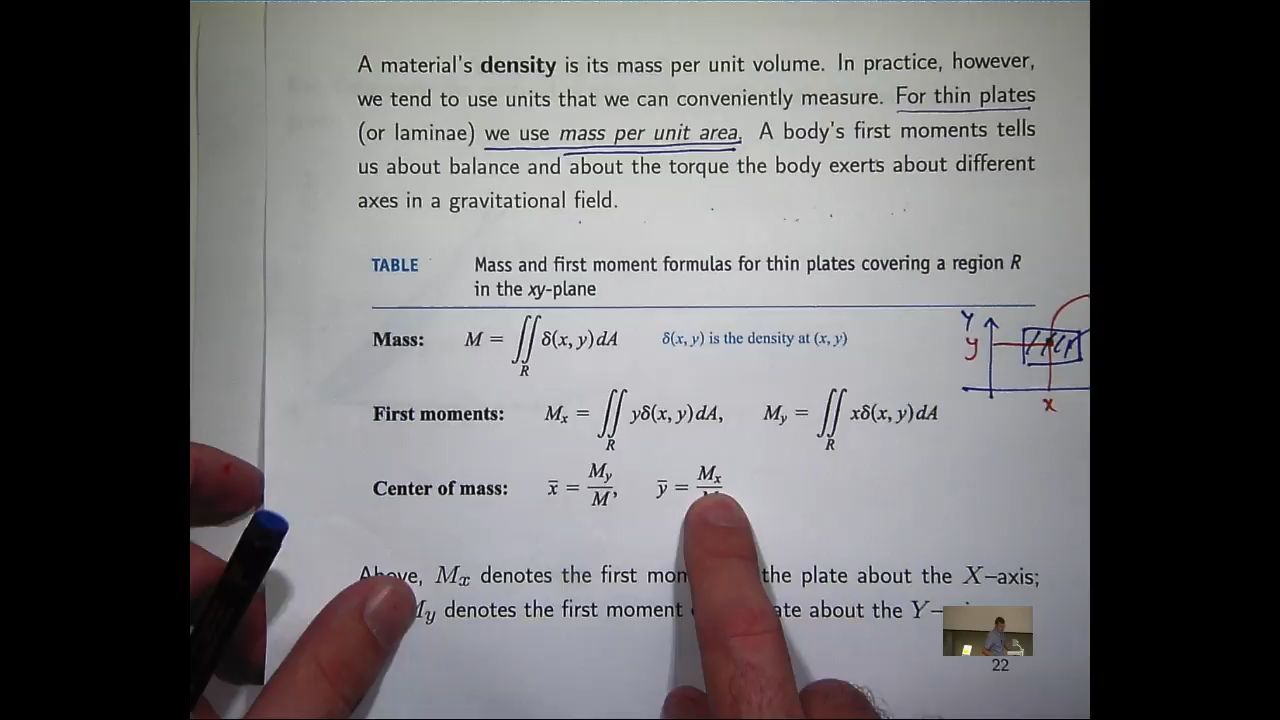 A material's density is its mass per unit volume. In practice, however,
we tend to use units that we can conveniently measure. For thin plates
(or laminae) we use mass per unit area. A body's first moments tells
us about balance and about the torque the body exerts about different
axes in a gravitational field.
TABLE Mass and first moment formulas for thin plates covering a region R
in the xy-plane
Mass: M = ∬_R δ(x, y) dA δ(x, y) is the density at (x, y)
Y
y
x
First moments: M_x = ∬_R yδ(x, y) dA, M_y = ∬_R xδ(x, y) dA
Center of mass: x̄ = M_y/M, ȳ = M_x
Above, M_x denotes the first the plate about the X–axis;
M_y denotes the first moment about the Y–
22